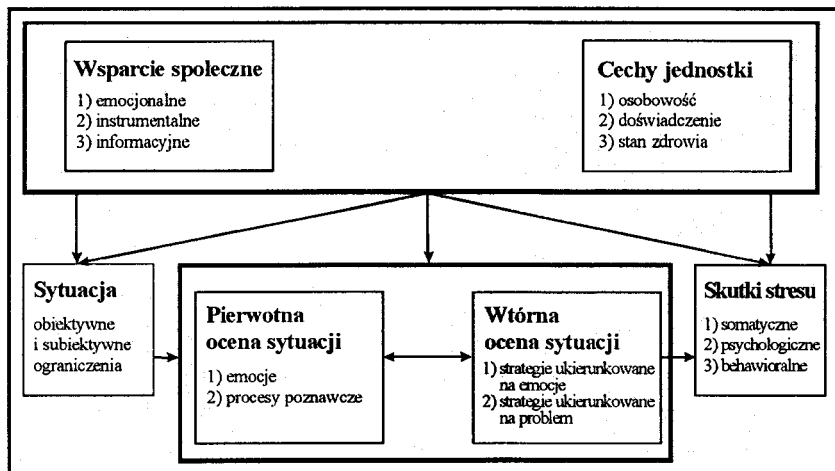 Wsparcie społeczne
1) emocjonalne
2) instrumentalne
3) informacyjne
Cechy jednostki
1) osobowość
2) doświadczenie
3) stan zdrowia
Sytuacja
obiektywne
i subiektywne
ograniczenia
Pierwotna
ocena sytuacji
1) emocje
2) procesy poznawcze
Wtórna
ocena sytuacji
1) strategie ukierunkowane
na emocje
2) strategie ukierunkowane
na problem
Skutki stresu
1) somatyczne
2) psychologiczne
3) behawioralne